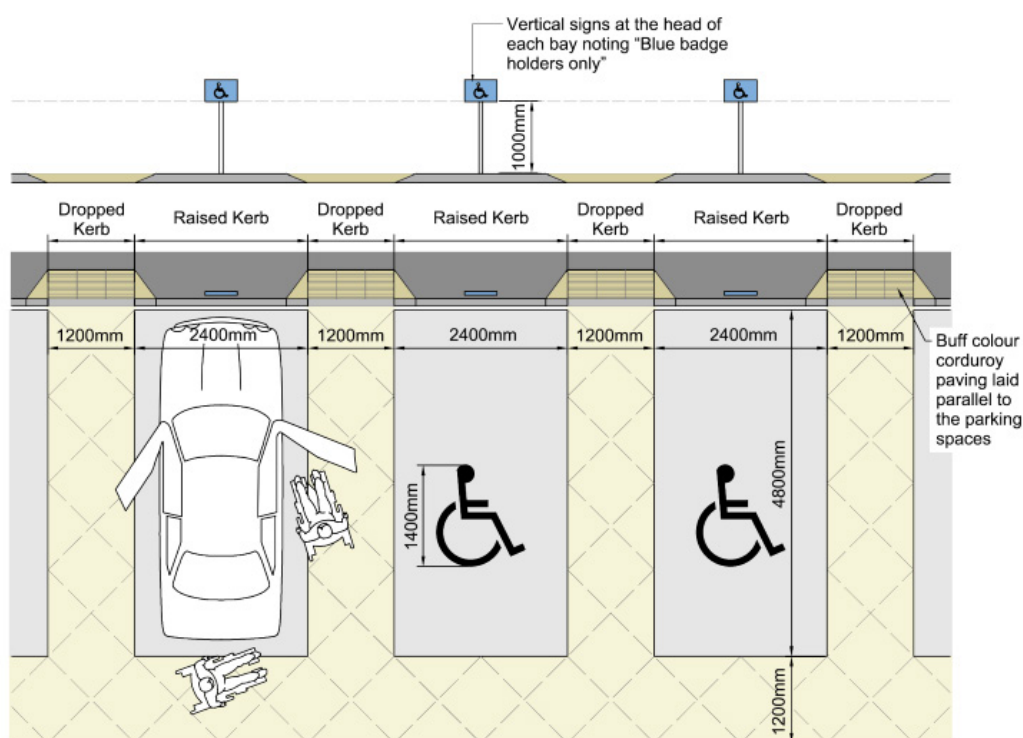 Vertical signs at the head of
each bay noting “Blue badge
holders only”
1000mm
Dropped
Kerb
Raised Kerb
Dropped
Kerb
Raised Kerb
Dropped
Kerb
Raised Kerb
Dropped
Kerb
1200mm
2400mm
1200mm
2400mm
1200mm
2400mm
1200mm
Buff colour
corduroy
paving laid
parallel to
the parking
spaces
1400mm
4800mm
1200mm